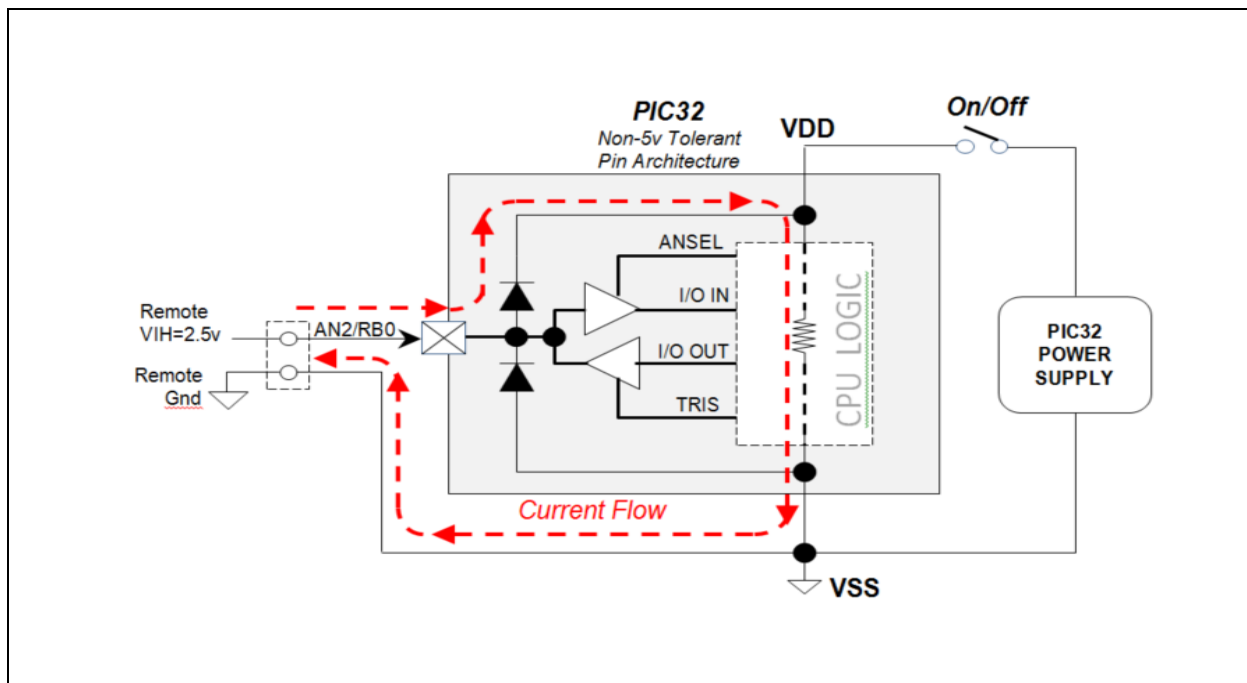 PIC32
Non-5v Tolerant
Pin Architecture
VDD
On/Off
ANSEL
I/O IN
I/O OUT
TRIS
CPU LOGIC
Remote
VIH=2.5v
AN2/RB0
Remote
Gnd
PIC32
POWER
SUPPLY
Current Flow
VSS